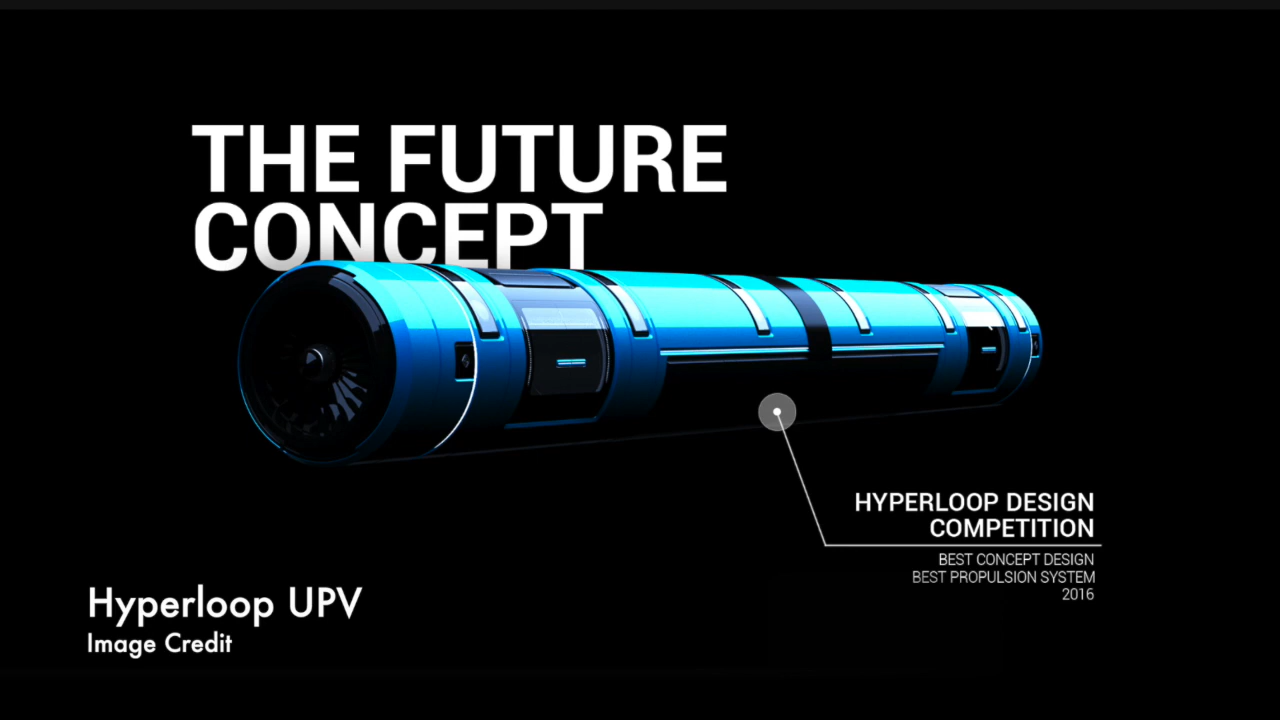 THE FUTURE
CONCEPT
HYPERLOOP DESIGN
COMPETITION
BEST CONCEPT DESIGN
BEST PROPULSION SYSTEM
2016
Hyperloop UPV
Image Credit